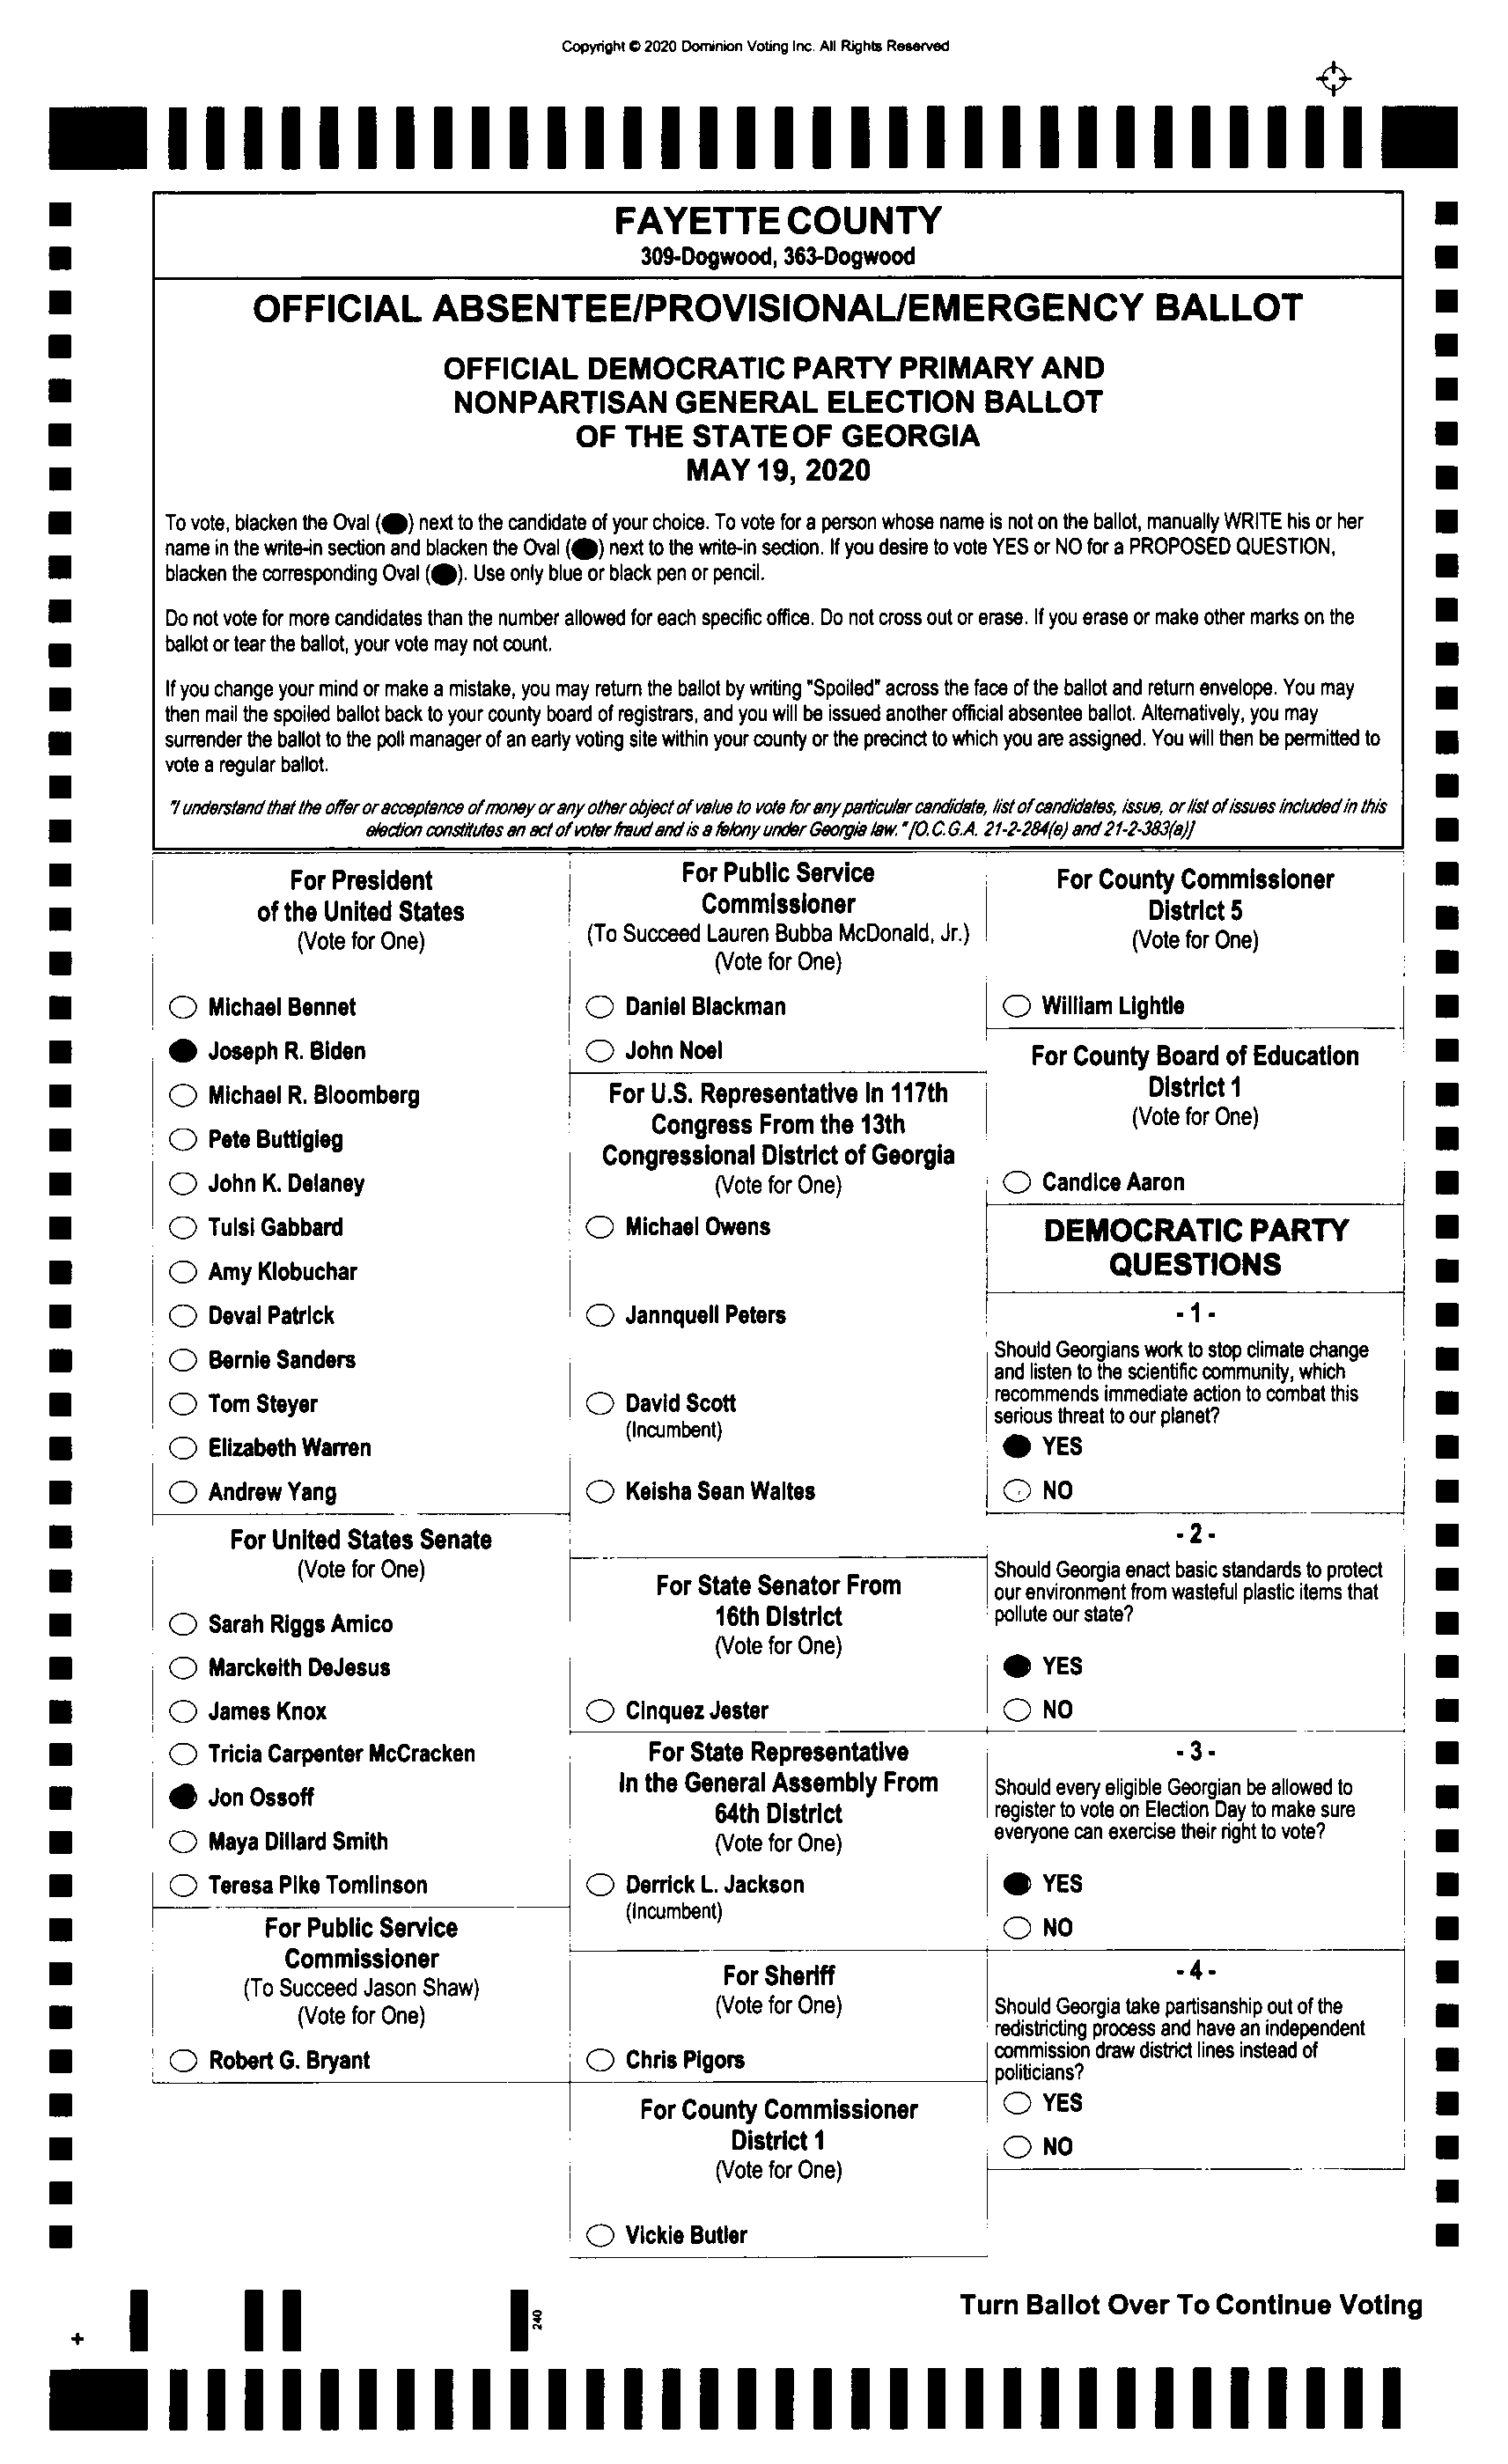 Copyright © 2020 Dominion Voting Inc. All Rights Reserved
FAYETTE COUNTY
309-Dogwood, 363-Dogwood
OFFICIAL ABSENTEE/PROVISIONAL/EMERGENCY BALLOT
OFFICIAL DEMOCRATIC PARTY PRIMARY AND
NONPARTISAN GENERAL ELECTION BALLOT
OF THE STATE OF GEORGIA
MAY 19, 2020
To vote, blacken the Oval ( ) next to the candidate of your choice. To vote for a person whose name is not on the ballot, manually WRITE his or her
name in the write-in section and blacken the Oval ( ) next to the write-in section. If you desire to vote YES or NO for a PROPOSED QUESTION,
blacken the corresponding Oval ( ). Use only blue or black pen or pencil.
Do not vote for more candidates than the number allowed for each specific office. Do not cross out or erase. If you erase or make other marks on the
ballot or tear the ballot, your vote may not count.
If you change your mind or make a mistake, you may return the ballot by writing "Spoiled" across the face of the ballot and return envelope. You may
then mail the spoiled ballot back to your county board of registrars, and you will be issued another official absentee ballot. Alternatively, you may
surrender the ballot to the poll manager of an early voting site within your county or the precinct to which you are assigned. You will then be permitted to
vote a regular ballot.
"I understand that the offer or acceptance of money or any other object of value to vote for any particular candidate, list of candidates, issue, or list of issues included in this
election constitutes an act of voter fraud and is a felony under Georgia law." [O.C.G.A. 21-2-284(e) and 21-2-383(a)]
For President
of the United States
(Vote for One)
Michael Bennet
Joseph R. Biden
Michael R. Bloomberg
Pete Buttigieg
John K. Delaney
Tulsi Gabbard
Amy Klobuchar
Deval Patrick
Bernie Sanders
Tom Steyer
Elizabeth Warren
Andrew Yang
For United States Senate
(Vote for One)
Sarah Riggs Amico
Marckeith DeJesus
James Knox
Tricia Carpenter McCracken
Jon Ossoff
Maya Dillard Smith
Teresa Pike Tomlinson
For Public Service
Commissioner
(To Succeed Jason Shaw)
(Vote for One)
Robert G. Bryant
For Public Service
Commissioner
(To Succeed Lauren Bubba McDonald, Jr.)
(Vote for One)
Daniel Blackman
John Noel
For U.S. Representative in 117th
Congress From the 13th
Congressional District of Georgia
(Vote for One)
Michael Owens
Jannquell Peters
David Scott
(Incumbent)
Keisha Sean Waites
For State Senator From
16th District
(Vote for One)
Cinquez Jester
For State Representative
In the General Assembly From
64th District
(Vote for One)
Derrick L. Jackson
(Incumbent)
For Sheriff
(Vote for One)
Chris Pigors
For County Commissioner
District 1
(Vote for One)
Vickie Butler
For County Commissioner
District 5
(Vote for One)
William Lightle
For County Board of Education
District 1
(Vote for One)
Candice Aaron
DEMOCRATIC PARTY
QUESTIONS
- 1 -
Should Georgians work to stop climate change
and listen to the scientific community, which
recommends immediate action to combat this
serious threat to our planet?
YES
NO
- 2 -
Should Georgia enact basic standards to protect
our environment from wasteful plastic items that
pollute our state?
YES
NO
- 3 -
Should every eligible Georgian be allowed to
register to vote on Election Day to make sure
everyone can exercise their right to vote?
YES
NO
- 4 -
Should Georgia take partisanship out of the
redistricting process and have an independent
commission draw district lines instead of
politicians?
YES
NO
Turn Ballot Over To Continue Voting
240
+